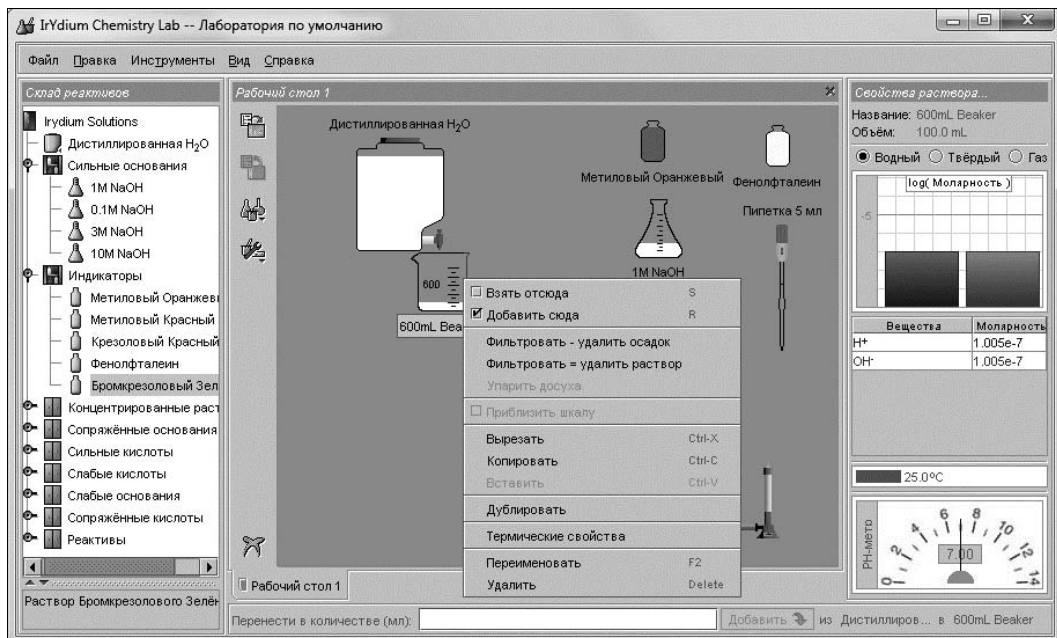 IrYdium Chemistry Lab -- Лаборатория по умолчанию
Файл Правка Инструменты Вид Справка
Склад реактивов
Irydium Solutions
Дистиллированная H₂O
Сильные основания
1M NaOH
0.1M NaOH
3M NaOH
10M NaOH
Индикаторы
Метиловый Оранжев
Метиловый Красный
Крезоловый Красный
Фенолфталеин
Бромкрезоловый Зел
Концентрированные раст
Сопряжённые основания
Сильные кислоты
Слабые кислоты
Слабые основания
Сопряжённые кислоты
Реактивы
Раствор Бромкрезолового Зелён
Рабочий стол 1
Дистиллированная H₂O
Метиловый Оранжевый
Фенолфталеин
Пипетка 5 мл
1M NaOH
600
600mL Bea
Взять отсюда S
Добавить сюда R
Фильтровать - удалить осадок
Фильтровать = удалить раствор
Упарить досуха
Приблизить шкалу
Вырезать Ctrl-X
Копировать Ctrl-C
Вставить Ctrl-V
Дублировать
Термические свойства
Переименовать F2
Удалить Delete
Рабочий стол 1
Перенести в количестве (мл): Добавить из Дистиллиров... в 600mL Beaker
Свойства раствора...
Название: 600mL Beaker
Объём: 100.0 mL
Водный Твёрдый Газ
log( Молярность )
-5
Вещества Молярность
H+ 1.005e-7
OH- 1.005e-7
25.0ºC
PH-метр
0 2 4 6 8 10 12 14
7.00